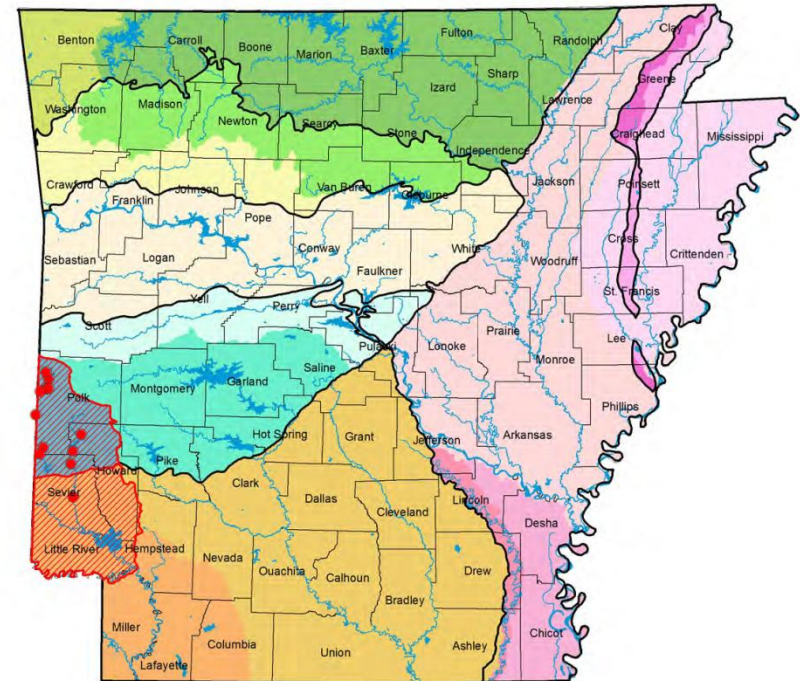 Benton
Carroll
Boone
Marion
Baxter
Fulton
Randolph
Clay
Sharp
Izard
Greene
Washington
Madison
Newton
Searcy
Stone
Lawrence
Craighead
Mississippi
Independence
Crawford
Franklin
Johnson
Van Buren
Cleburne
Jackson
Poinsett
Pope
Sebastian
Logan
Conway
Faulkner
White
Woodruff
Cross
Crittenden
St. Francis
Scott
Yell
Perry
Pulaski
Lonoke
Prairie
Monroe
Lee
Polk
Montgomery
Garland
Saline
Phillips
Howard
Pike
Hot Spring
Grant
Jefferson
Arkansas
Sevier
Clark
Dallas
Cleveland
Lincoln
Desha
Little River
Hempstead
Nevada
Ouachita
Calhoun
Bradley
Drew
Miller
Lafayette
Columbia
Union
Ashley
Chicot